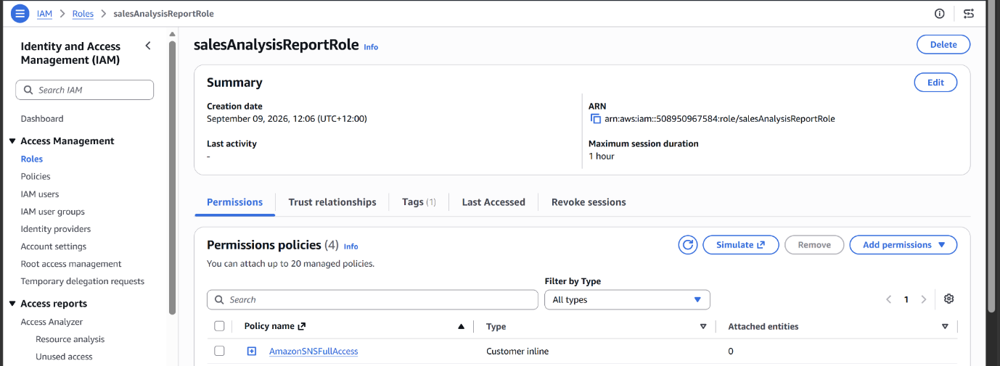 IAM > Roles > salesAnalysisReportRole
Identity and Access
Management (IAM)
Search IAM
Dashboard
Access Management
Roles
Policies
IAM users
IAM user groups
Identity providers
Account settings
Root access management
Temporary delegation requests
Access reports
Access Analyzer
Resource analysis
Unused access
salesAnalysisReportRole Info
Delete
Summary
Edit
Creation date
September 09, 2026, 12:06 (UTC+12:00)
ARN
arn:aws:iam::508950967584:role/salesAnalysisReportRole
Last activity
-
Maximum session duration
1 hour
Permissions Trust relationships Tags (1) Last Accessed Revoke sessions
Permissions policies (4) Info
Simulate Remove Add permissions
You can attach up to 20 managed policies.
Filter by Type
Search All types 1
Policy name Type Attached entities
AmazonSNSFullAccess Customer inline 0